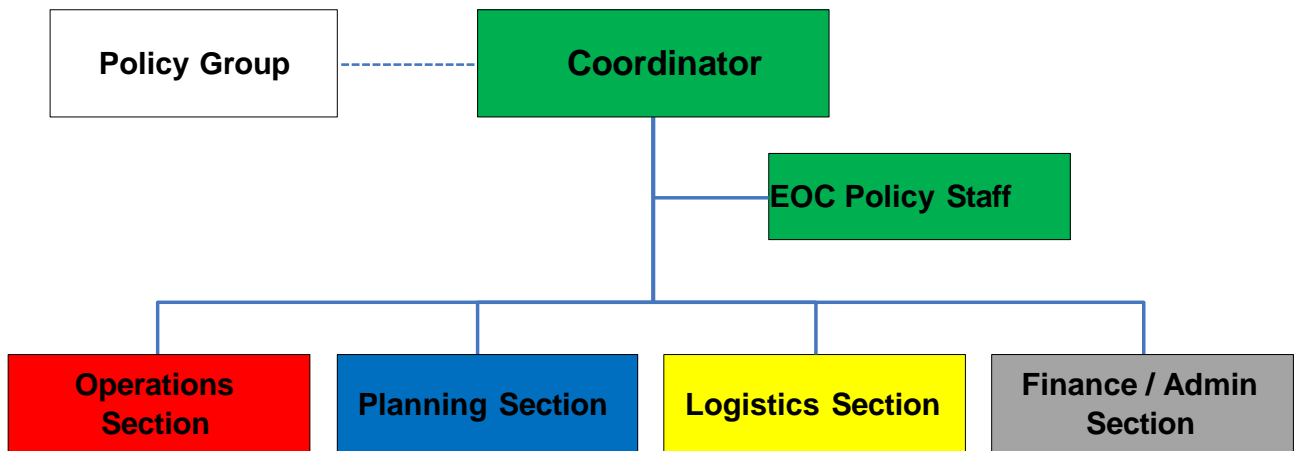 Policy Group
Coordinator
EOC Policy Staff
Operations
Section
Planning Section
Logistics Section
Finance / Admin
Section